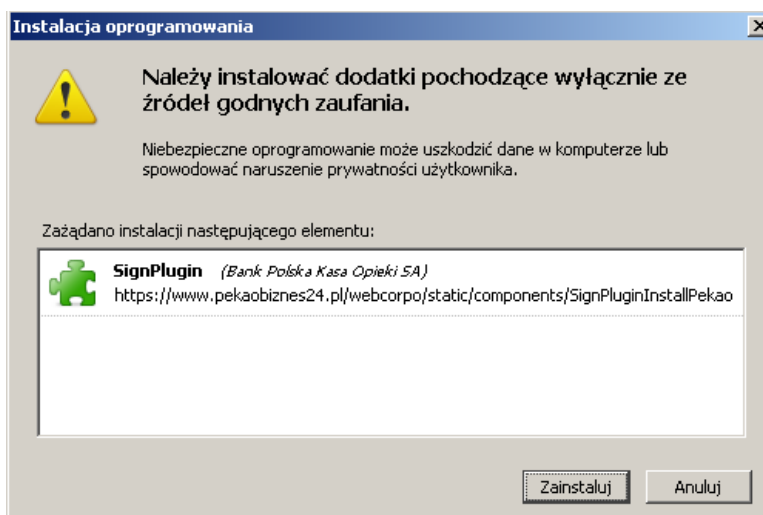 Instalacja oprogramowania
Należy instalować dodatki pochodzące wyłącznie ze
źródeł godnych zaufania.
Niebezpieczne oprogramowanie może uszkodzić dane w komputerze lub
spowodować naruszenie prywatności użytkownika.
Zażądano instalacji następującego elementu:
SignPlugin (Bank Polska Kasa Opieki SA)
https://www.pekaobiznes24.pl/webcorpo/static/components/SignPluginInstallPekao
Zainstaluj Anuluj